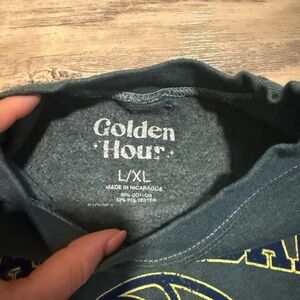 Golden
Hour
L/XL
MADE IN NICARAGUA
50% COTTON
50% POLYESTER